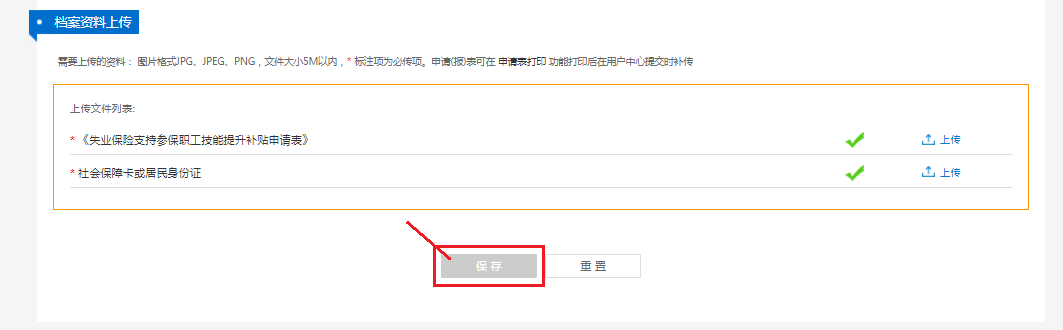 档案资料上传
需要上传的资料： 图片格式JPG、JPEG、PNG，文件大小5M以内，* 标注项为必传项。申请(报)表可在 申请表打印 功能打印后在用户中心提交时补传
上传文件列表:
* 《失业保险支持参保职工技能提升补贴申请表》 上传
* 社会保障卡或居民身份证 上传
保 存 重 置